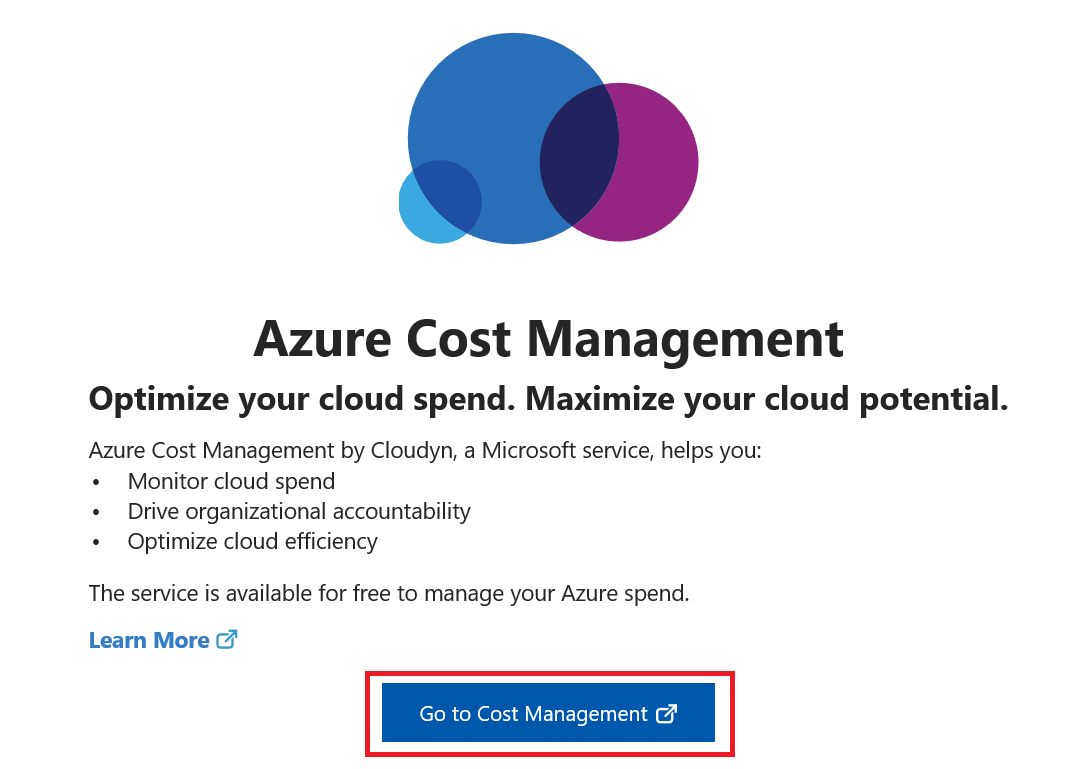 Azure Cost Management
Optimize your cloud spend. Maximize your cloud potential.
Azure Cost Management by Cloudyn, a Microsoft service, helps you:
• Monitor cloud spend
• Drive organizational accountability
• Optimize cloud efficiency
The service is available for free to manage your Azure spend.
Learn More
Go to Cost Management